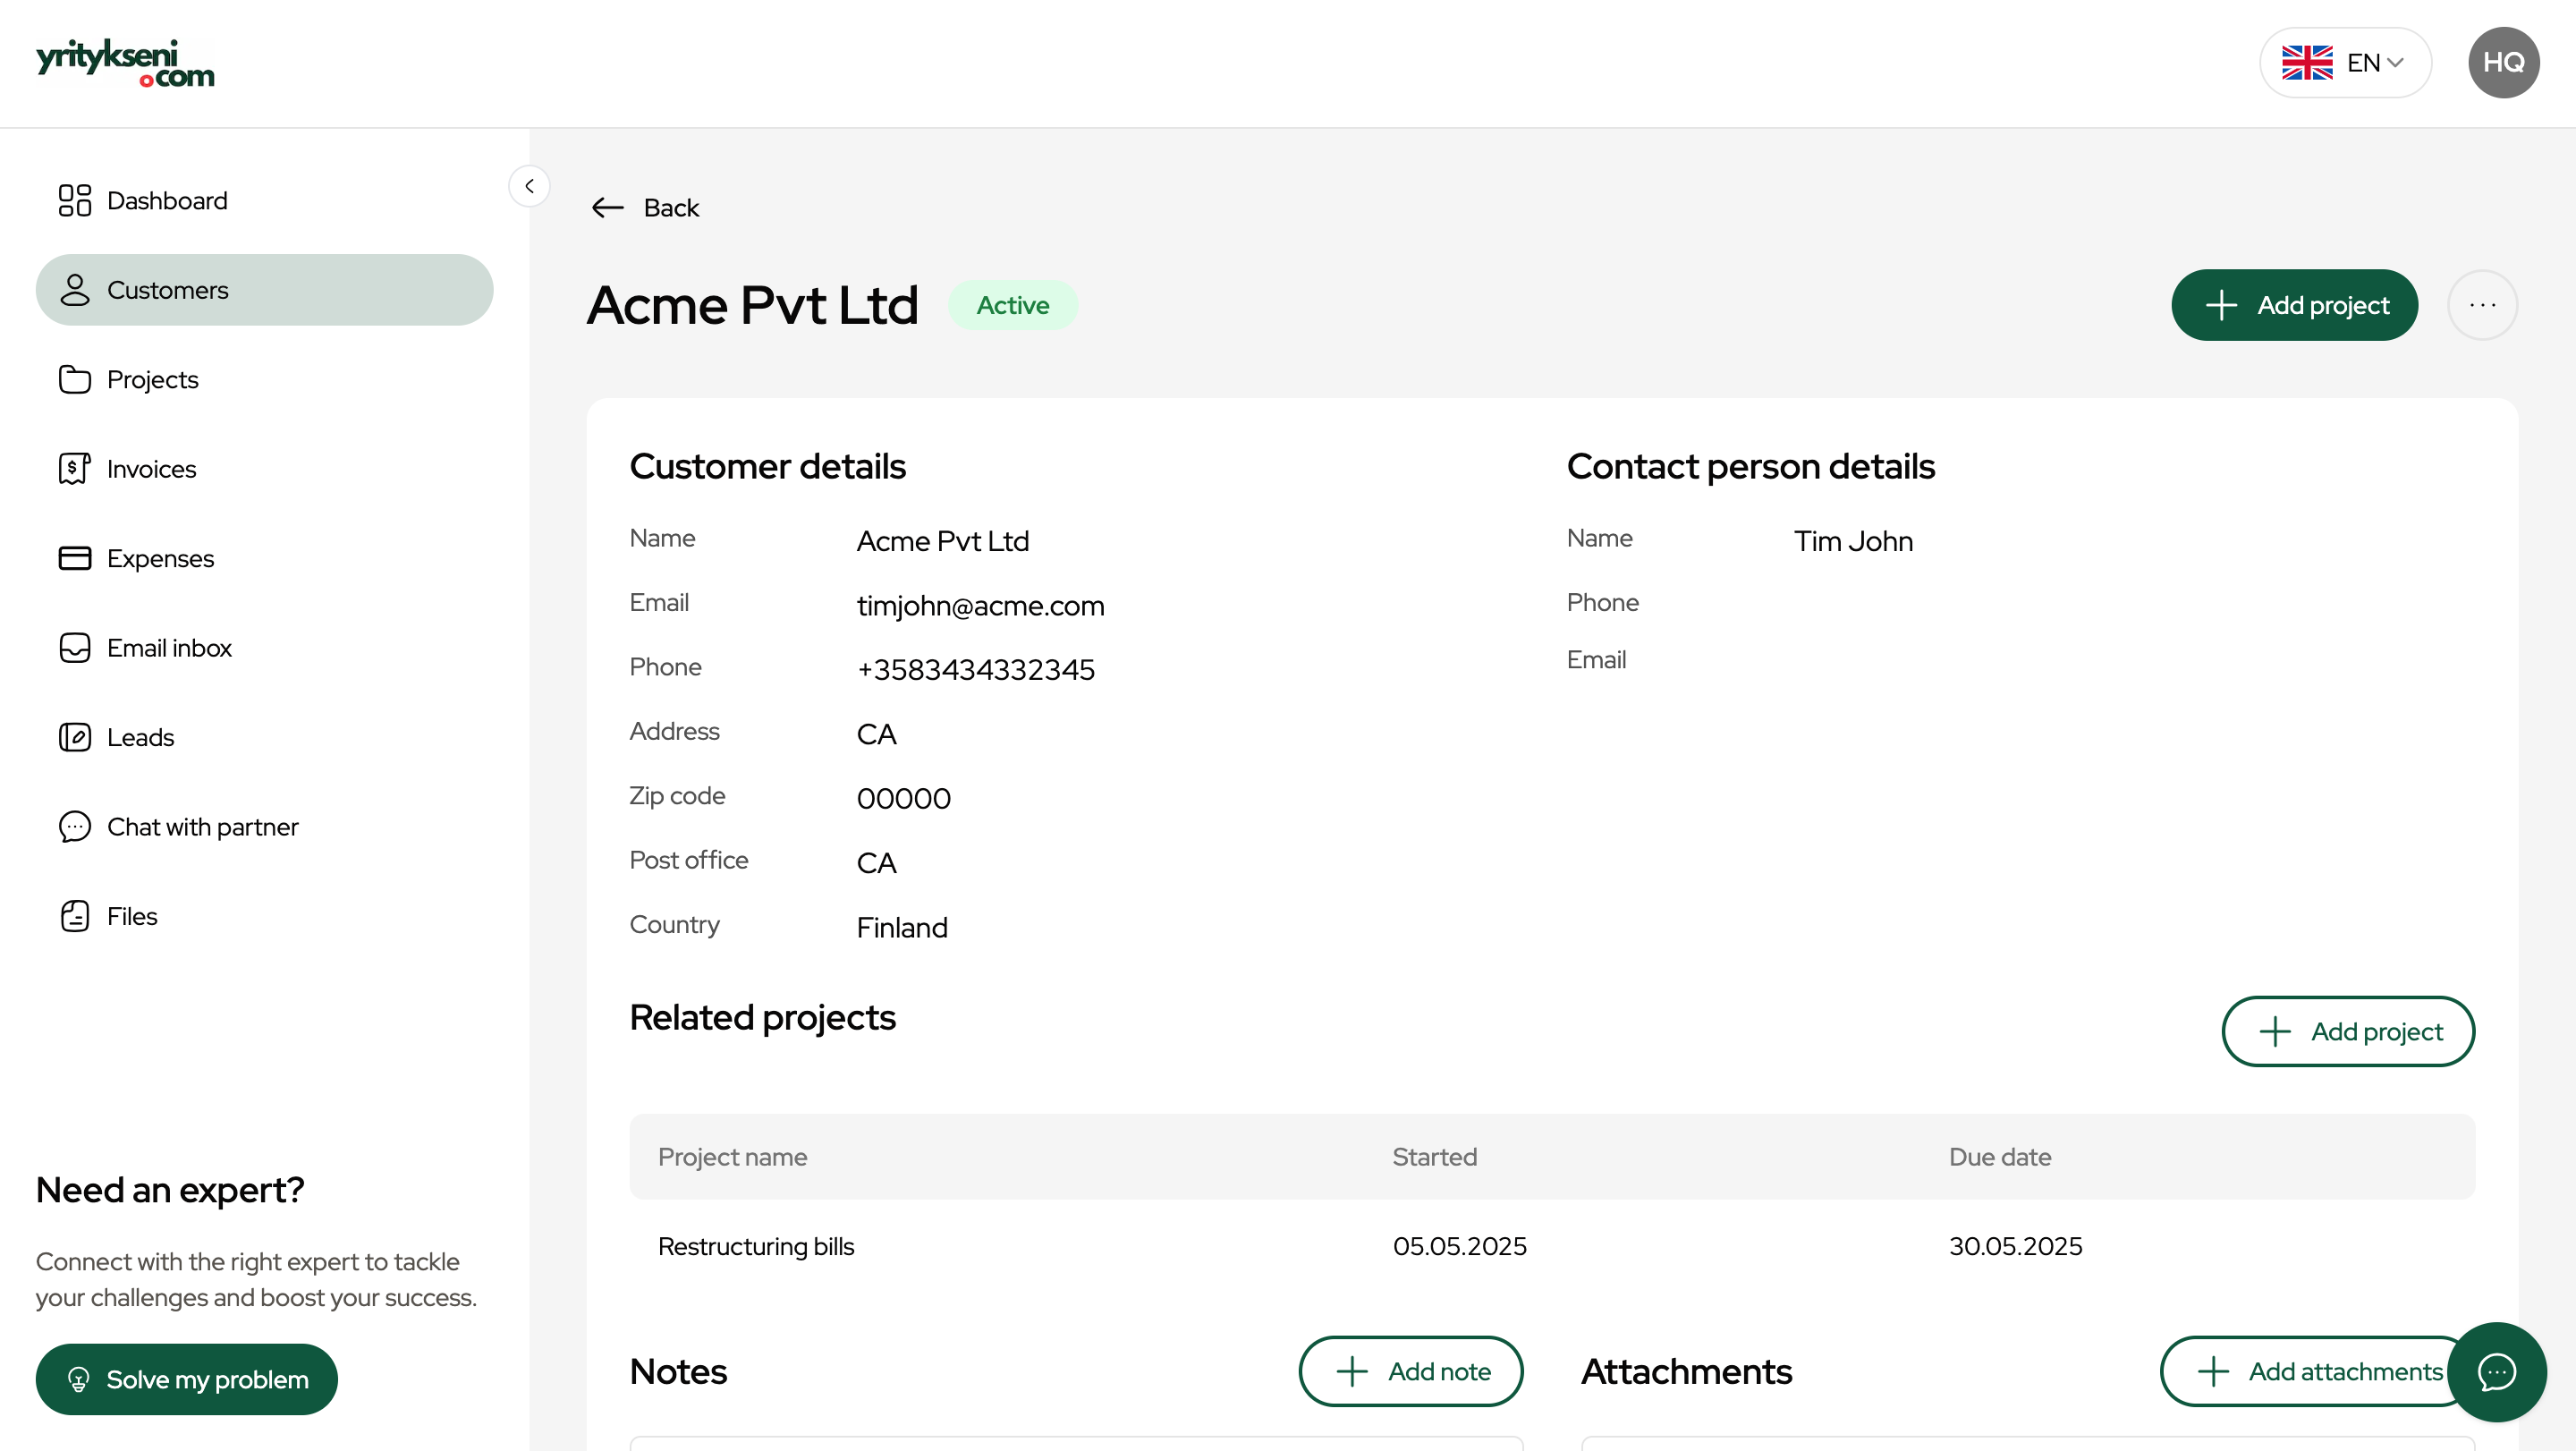 yritykseni
.com
EN
HQ
Dashboard
Customers
Projects
Invoices
Expenses
Email inbox
Leads
Chat with partner
Files
Need an expert?
Connect with the right expert to tackle
your challenges and boost your success.
Solve my problem
Back
Acme Pvt Ltd
Active
Add project
Customer details
Name
Acme Pvt Ltd
Email
timjohn@acme.com
Phone
+3583434332345
Address
CA
Zip code
00000
Post office
CA
Country
Finland
Contact person details
Name
Tim John
Phone
Email
Related projects
Add project
Project name
Started
Due date
Restructuring bills
05.05.2025
30.05.2025
Notes
Add note
Attachments
Add attachments